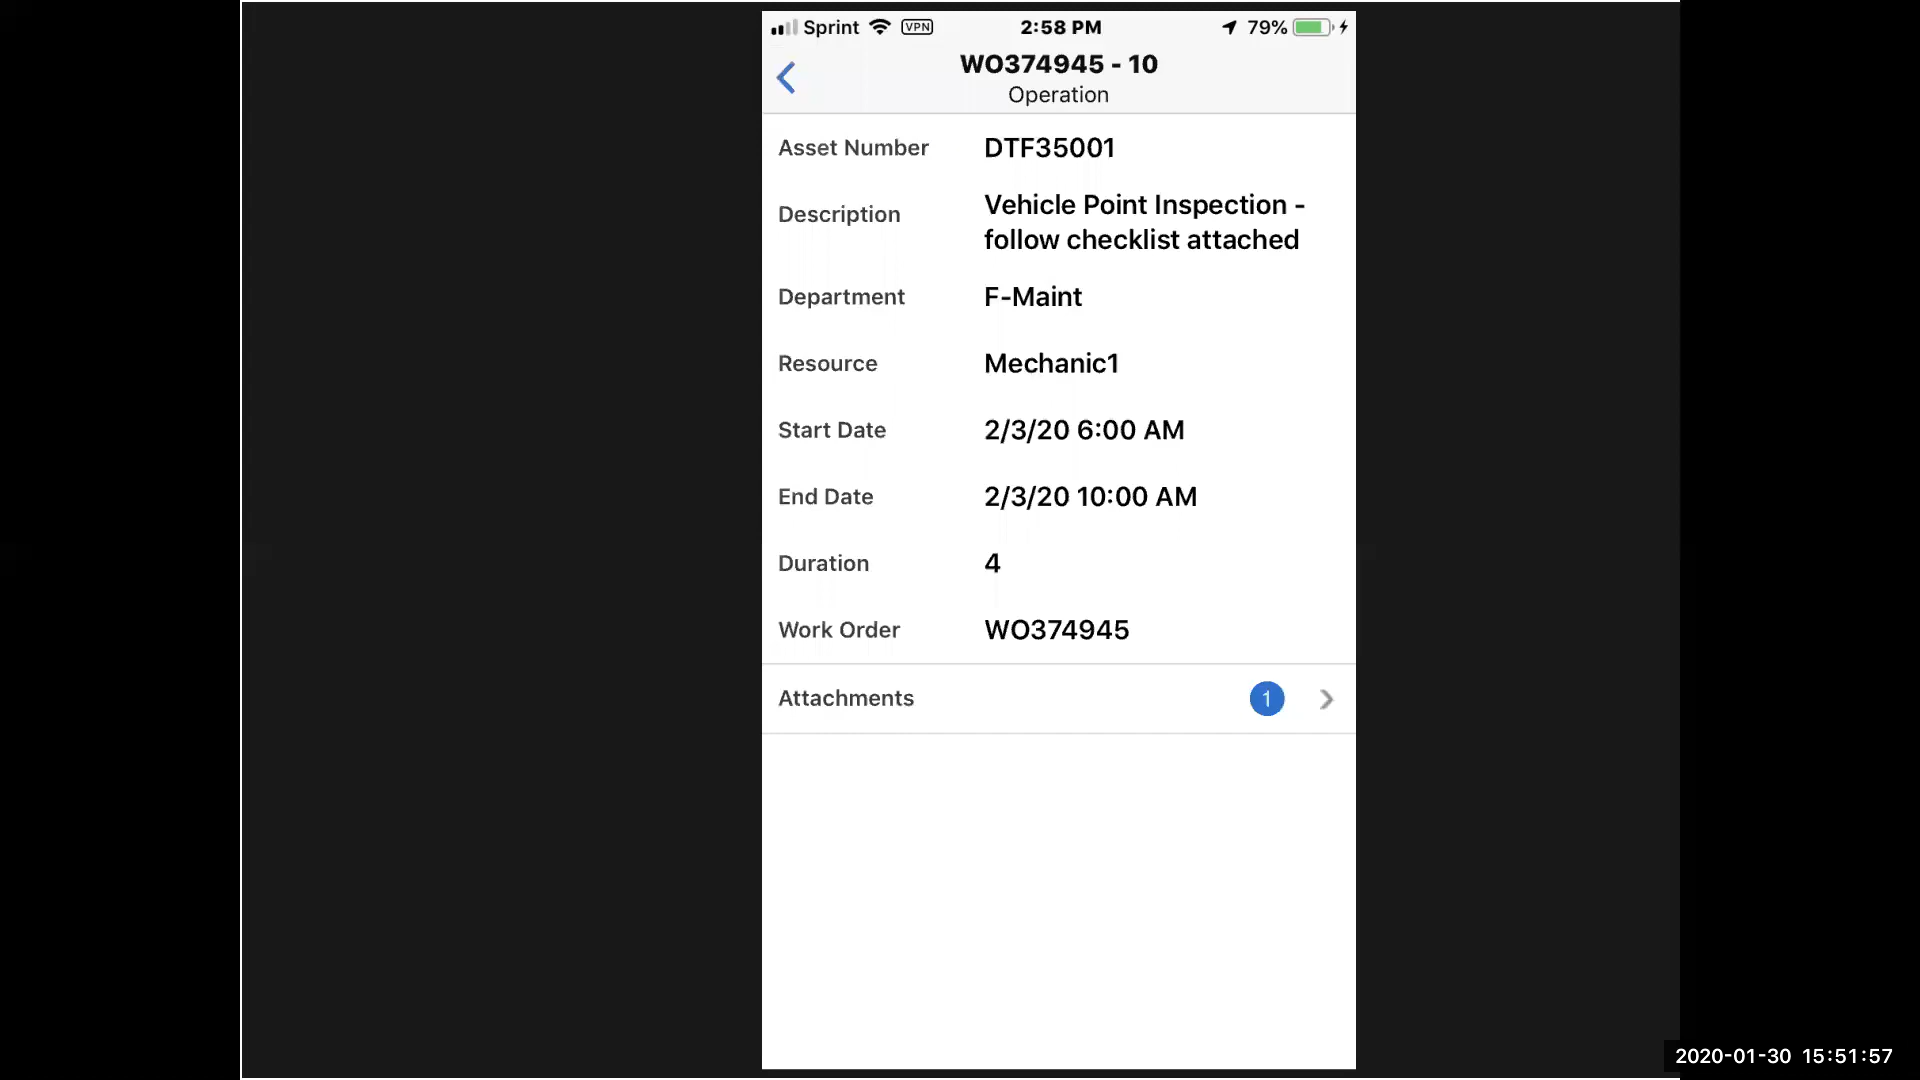 Sprint VPN 2:58 PM 79%
WO374945 - 10
Operation
Asset Number DTF35001
Description Vehicle Point Inspection -
follow checklist attached
Department F-Maint
Resource Mechanic1
Start Date 2/3/20 6:00 AM
End Date 2/3/20 10:00 AM
Duration 4
Work Order WO374945
Attachments 1
2020-01-30 15:51:57